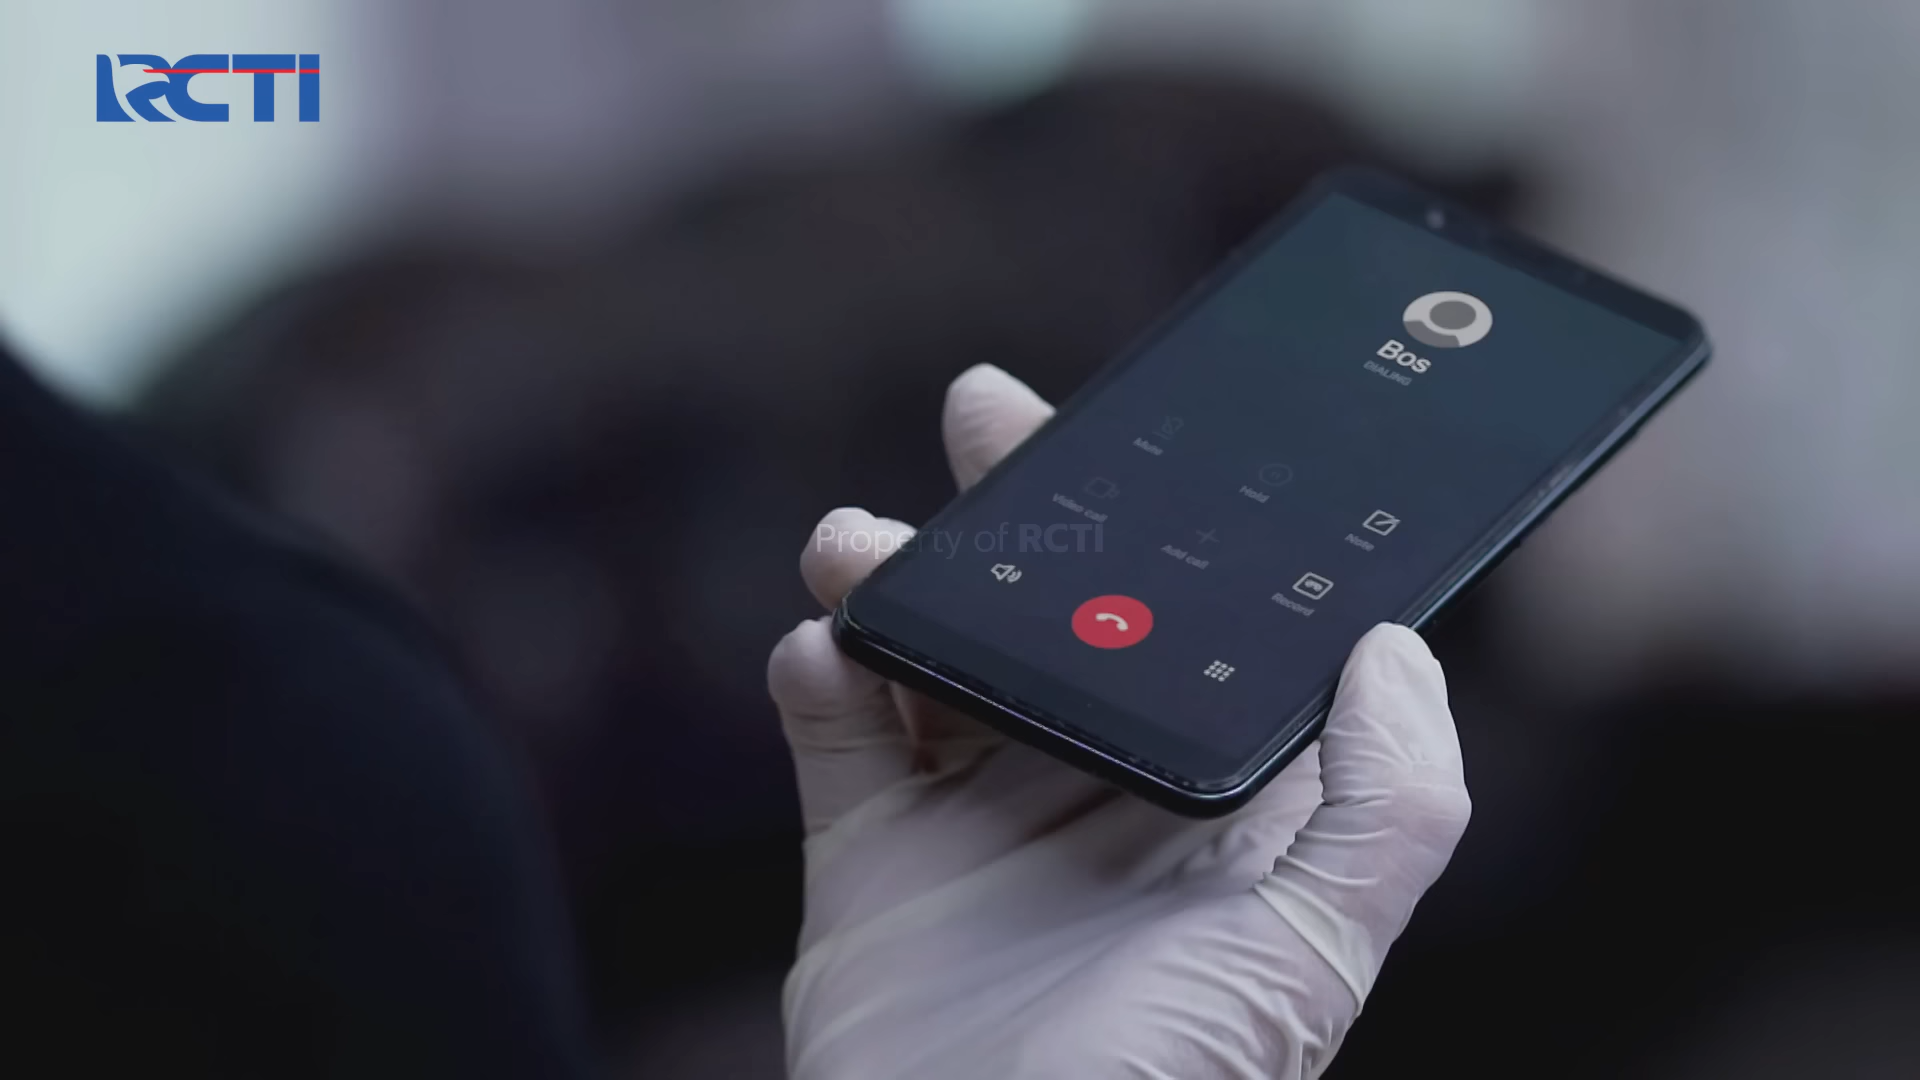 RCTI
Bos
DIALING
Mute
Hold
Note
Video call
Add call
Record
Property of RCTI